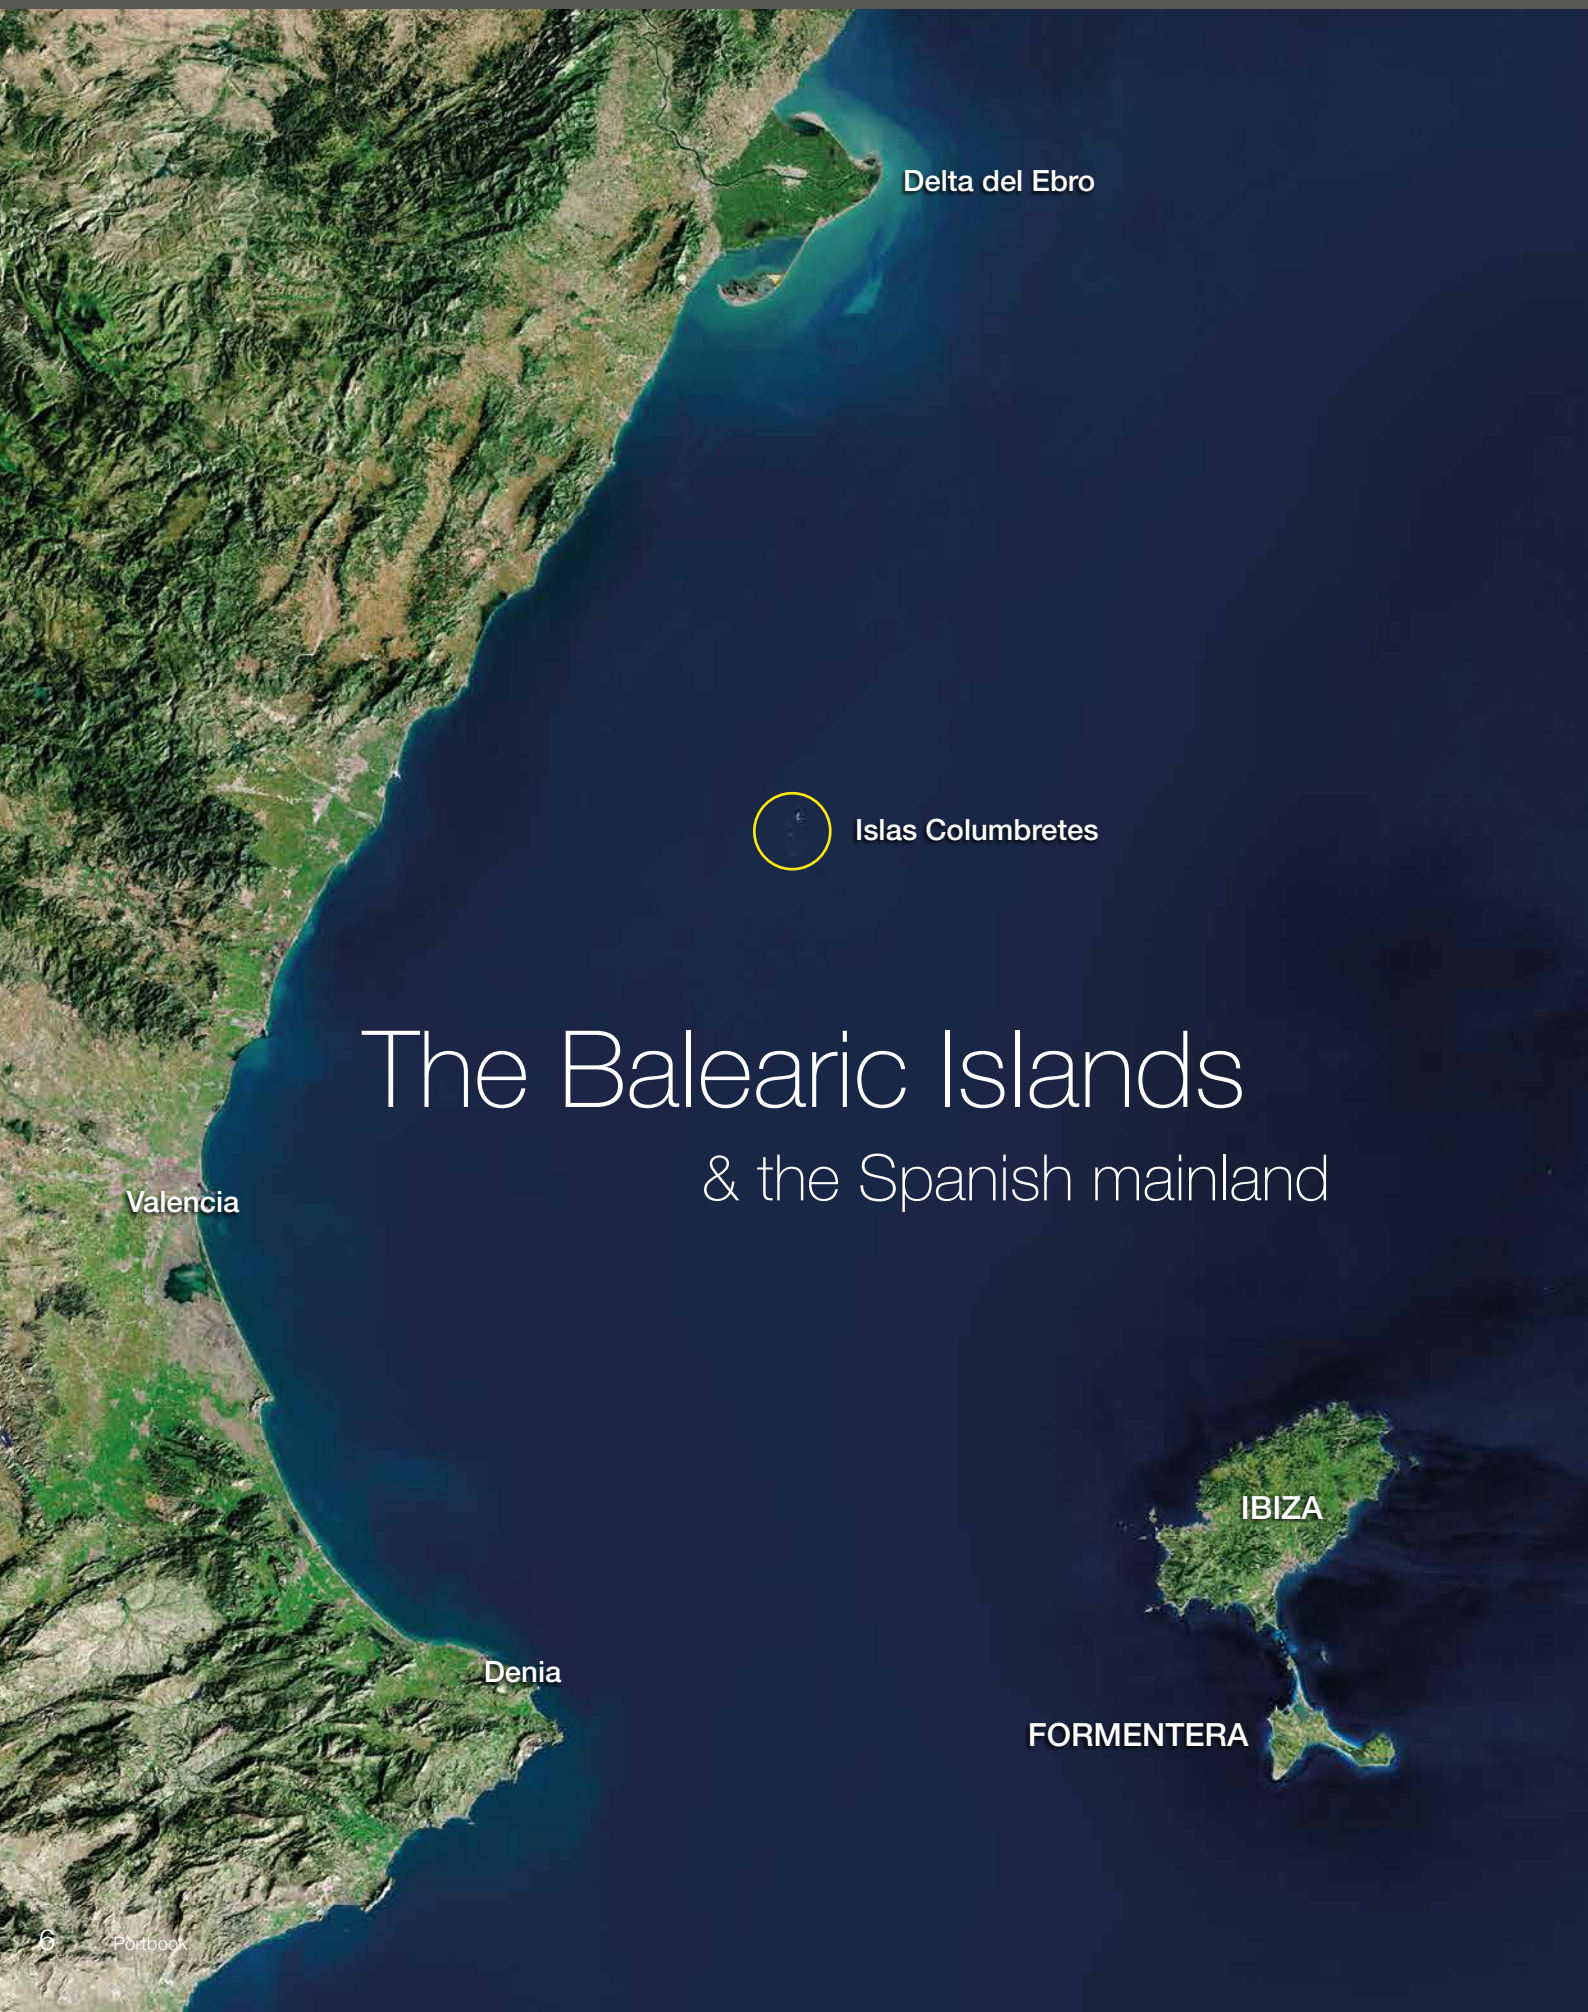 Delta del Ebro
Islas Columbretes
The Balearic Islands
& the Spanish mainland
Valencia
IBIZA
Denia
FORMENTERA
6 Portbook